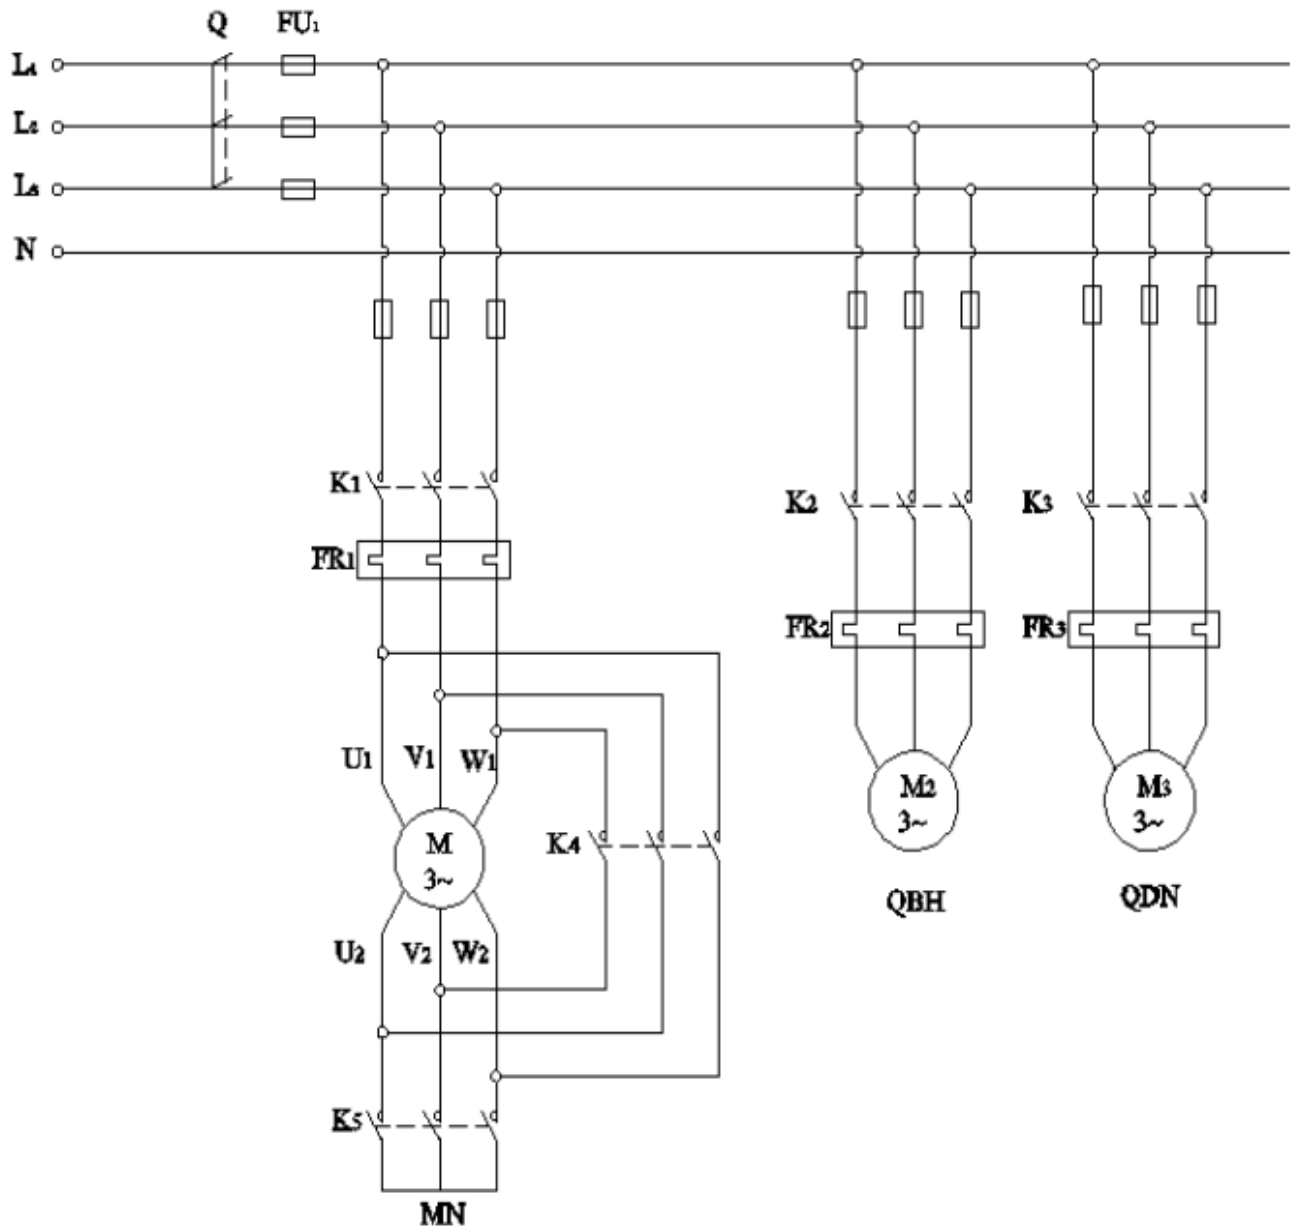 Q FU1
L1
L2
L3
N
K1
K2
K3
FR1
FR2
FR3
U1 V1 W1
M2
3~
M3
3~
M
3~
K4
QBH
QDN
U2 V2 W2
K5
MN